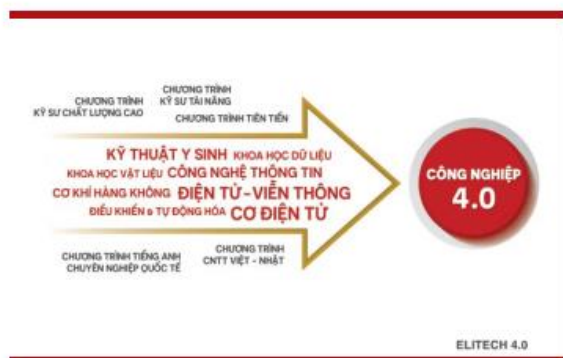 CHƯƠNG TRÌNH
KỸ SƯ CHẤT LƯỢNG CAO
CHƯƠNG TRÌNH
KỸ SƯ TÀI NĂNG
CHƯƠNG TRÌNH TIÊN TIẾN
KỸ THUẬT Y SINH KHOA HỌC DỮ LIỆU
KHOA HỌC VẬT LIỆU CÔNG NGHỆ THÔNG TIN
CƠ KHÍ HÀNG KHÔNG ĐIỆN TỬ-VIỄN THÔNG
ĐIỀU KHIỂN & TỰ ĐỘNG HÓA CƠ ĐIỆN TỬ
CÔNG NGHIỆP
4.0
CHƯƠNG TRÌNH TIẾNG ANH
CHUYÊN NGHIỆP QUỐC TẾ
CHƯƠNG TRÌNH
CNTT VIỆT - NHẬT
ELITECH 4.0